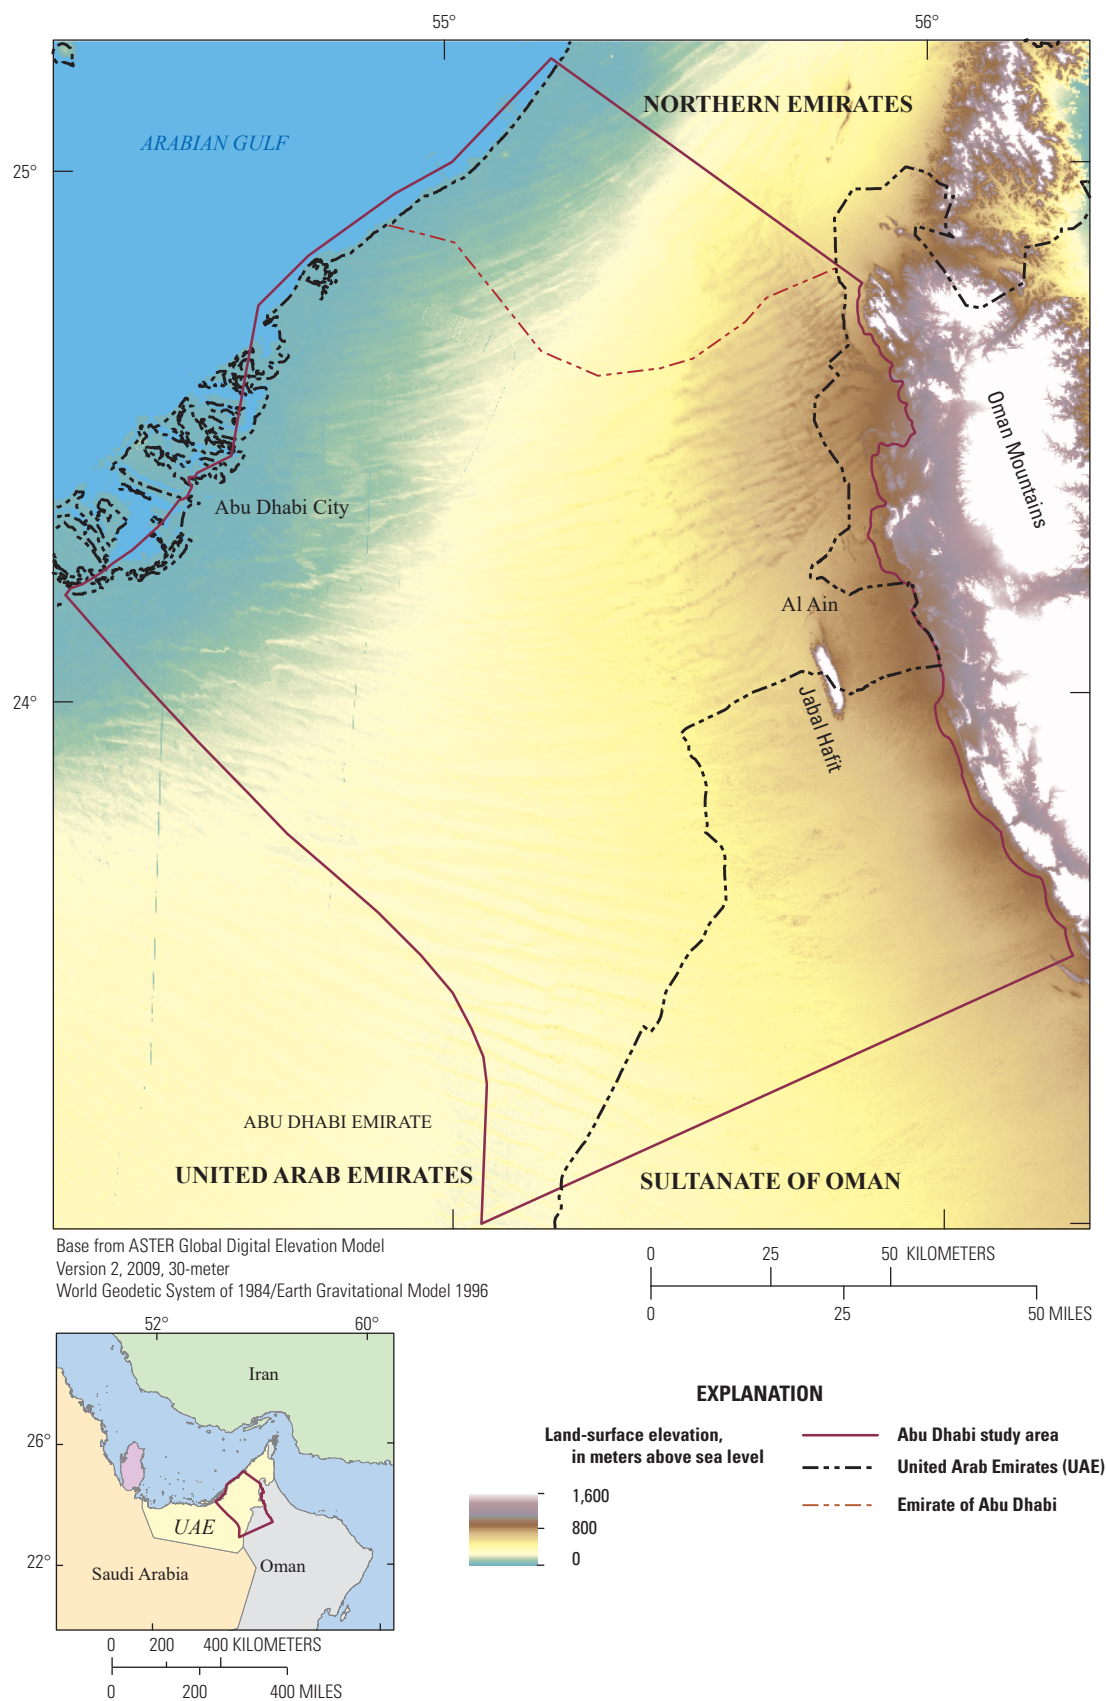 55°
56°
NORTHERN EMIRATES
ARABIAN GULF
25°
Oman Mountains
Abu Dhabi City
Al Ain
24°
Jabal Hafit
ABU DHABI EMIRATE
UNITED ARAB EMIRATES
SULTANATE OF OMAN
Base from ASTER Global Digital Elevation Model
Version 2, 2009, 30-meter
World Geodetic System of 1984/Earth Gravitational Model 1996
0 25 50 KILOMETERS
0 25 50 MILES
52° 60°
Iran
26°
UAE
22°
Saudi Arabia
Oman
0 200 400 KILOMETERS
0 200 400 MILES
EXPLANATION
Land-surface elevation,
in meters above sea level
1,600
800
0
Abu Dhabi study area
United Arab Emirates (UAE)
Emirate of Abu Dhabi